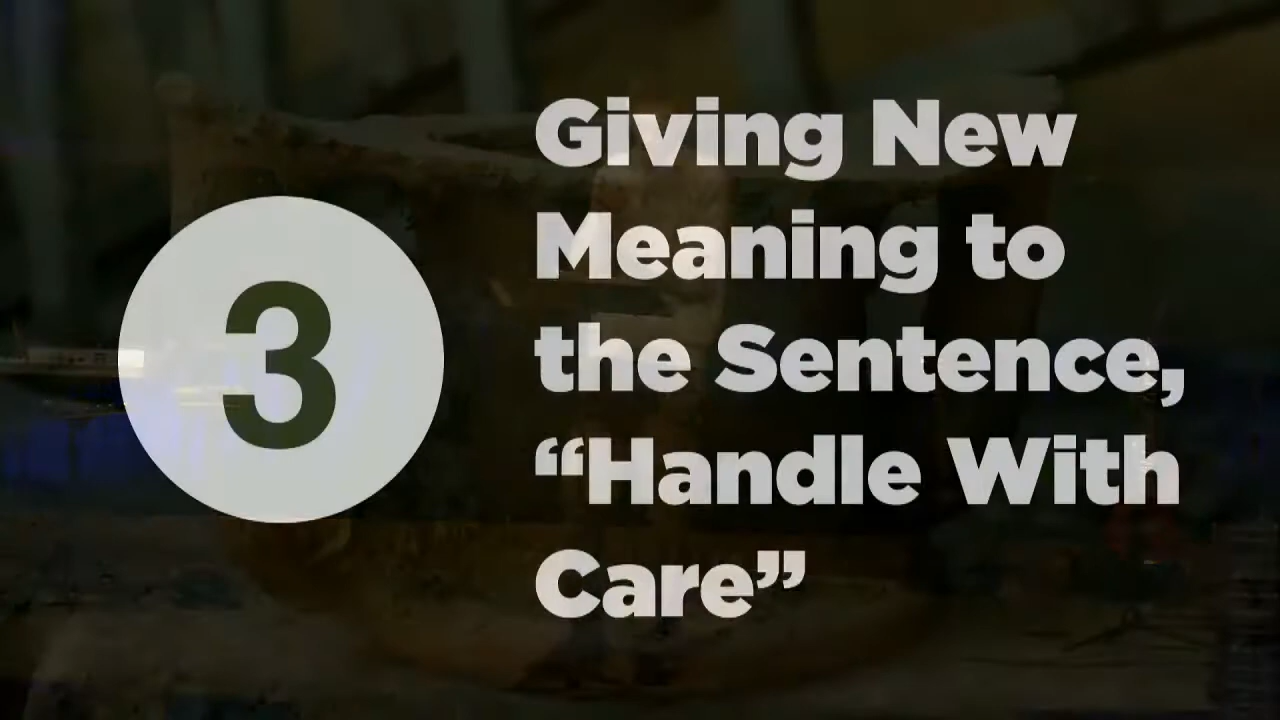 3
Giving New
Meaning to
the Sentence,
“Handle With
Care”